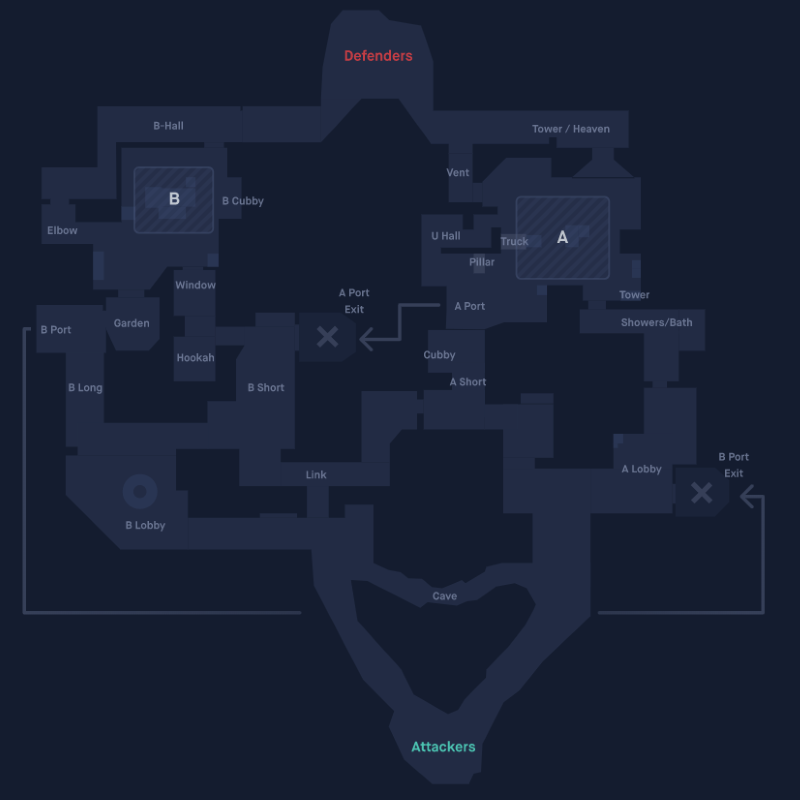 Defenders
B-Hall
Tower / Heaven
Vent
B
B Cubby
Elbow
U Hall
Truck
A
Pillar
Window
A Port
Exit
Tower
A Port
B Port
Garden
Showers/Bath
Hookah
Cubby
B Long
B Short
A Short
Link
A Lobby
B Port
Exit
B Lobby
Cave
Attackers